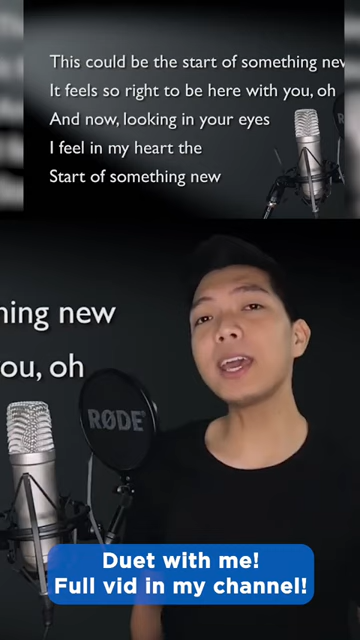 This could be the start of something new
It feels so right to be here with you, oh
And now, looking in your eyes
I feel in my heart the
Start of something new
hing new
ou, oh
RØDE
Duet with me!
Full vid in my channel!